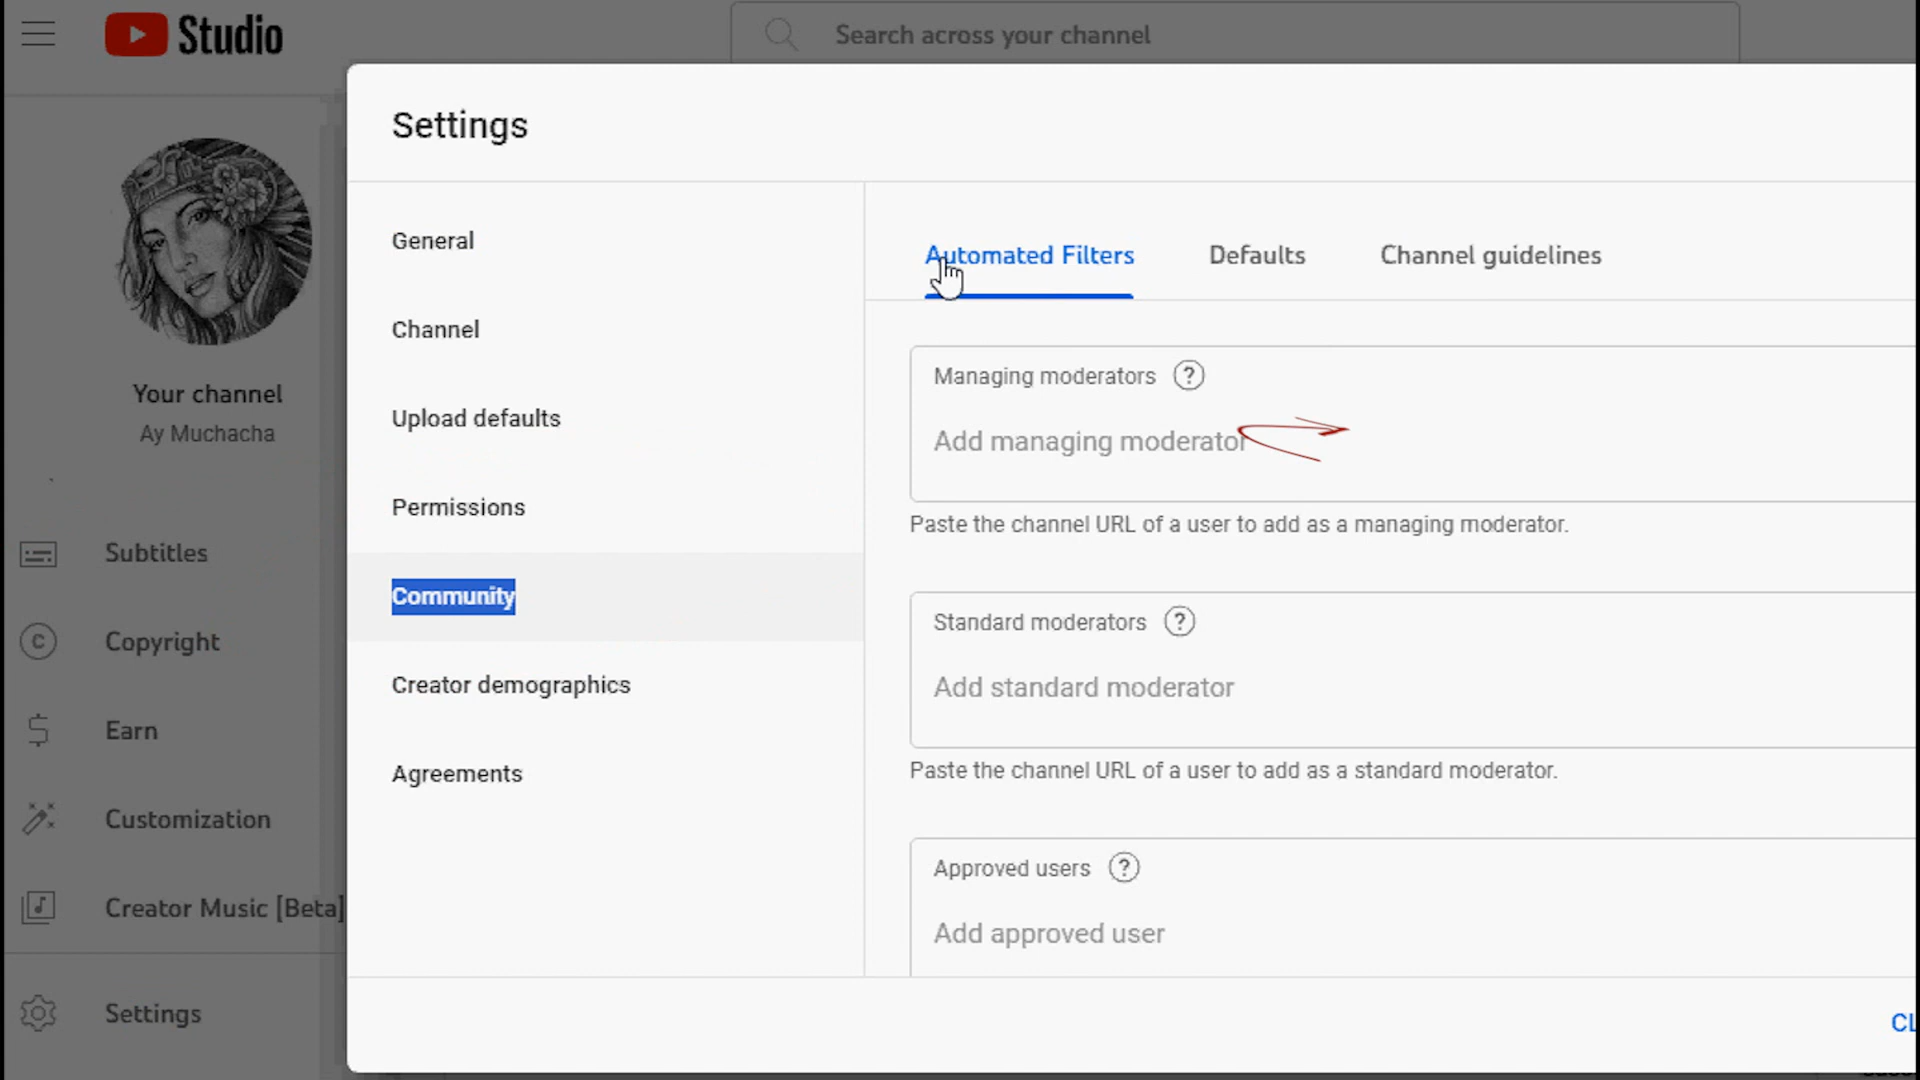 Studio
Search across your channel
Settings
Your channel
Ay Muchacha
Subtitles
Copyright
Earn
Customization
Creator Music [Beta]
Settings
General
Channel
Upload defaults
Permissions
Community
Creator demographics
Agreements
Automated Filters
Defaults
Channel guidelines
Managing moderators
Add managing moderator
Paste the channel URL of a user to add as a managing moderator.
Standard moderators
Add standard moderator
Paste the channel URL of a user to add as a standard moderator.
Approved users
Add approved user